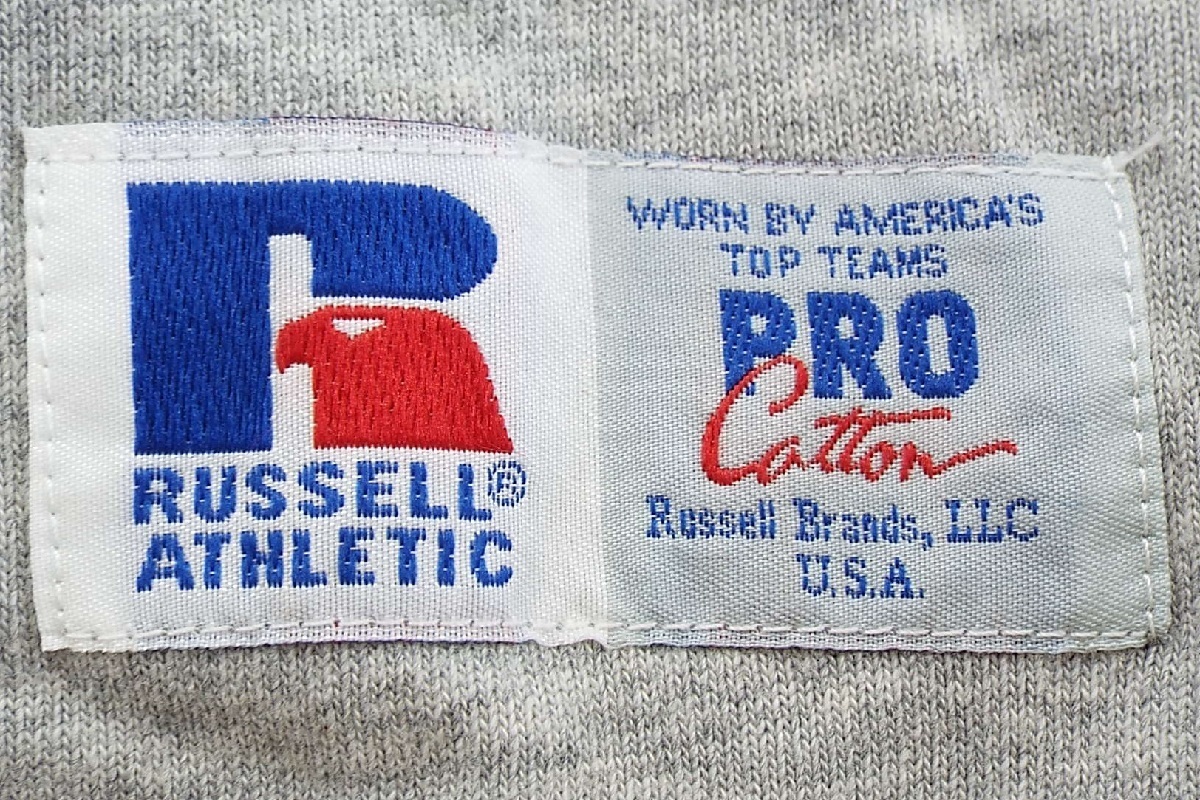 RUSSELL®
ATHLETIC
WORN BY AMERICA'S
TOP TEAMS
PRO
Cotton
Russell Brands, LLC
U.S.A.